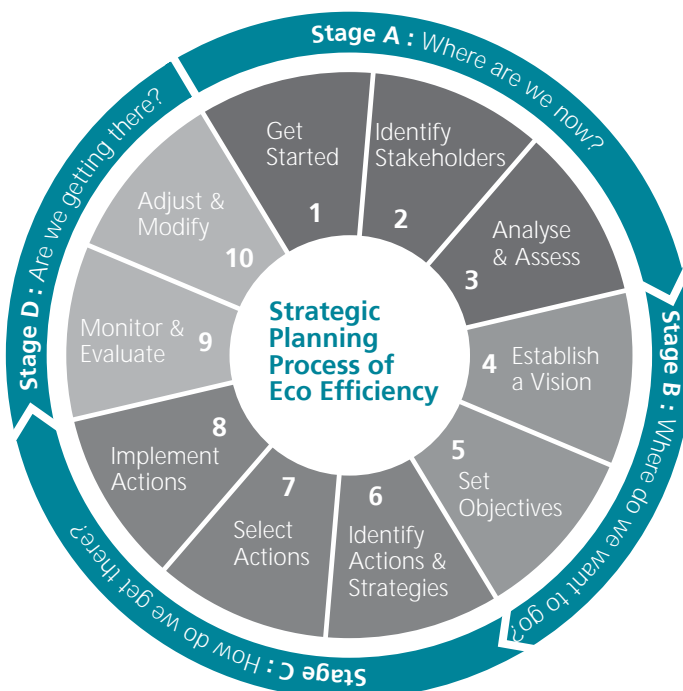 Stage A : Where are we now?
Stage B : Where do we want to go?
Stage C : How do we get there?
Stage D : Are we getting there?
Get
Started
1
Identify
Stakeholders
2
Analyse
& Assess
3
4
Establish
a Vision
5
Set
Objectives
6
Identify
Actions &
Strategies
7
Select
Actions
8
Implement
Actions
Monitor &
Evaluate
9
Adjust &
Modify
10
Strategic
Planning
Process of
Eco Efficiency